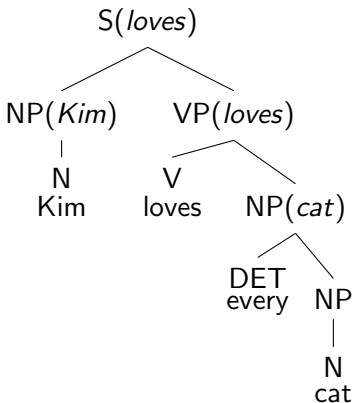 S(loves)
NP(Kim) VP(loves)
N V NP(cat)
Kim loves
DET NP
every
N
cat